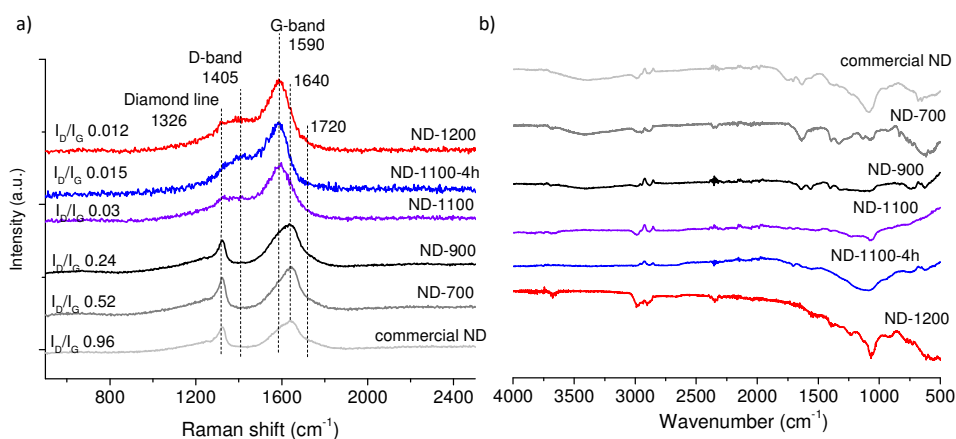 a)
G-band
1590
D-band
1405
1640
Diamond line
1326
1720
I_D/I_G 0.012
ND-1200
I_D/I_G 0.015
ND-1100-4h
I_D/I_G 0.03
ND-1100
I_D/I_G 0.24
ND-900
I_D/I_G 0.52
ND-700
I_D/I_G 0.96
commercial ND
Intensity (a.u.)
800 1200 1600 2000 2400
Raman shift (cm⁻¹)
b)
commercial ND
ND-700
ND-900
ND-1100
ND-1100-4h
ND-1200
4000 3500 3000 2500 2000 1500 1000 500
Wavenumber (cm⁻¹)